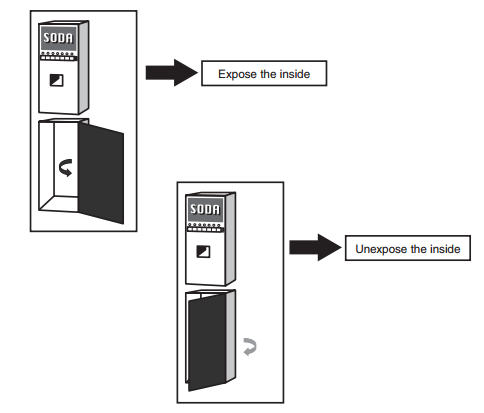 SODA
Expose the inside
SODA
Unexpose the inside